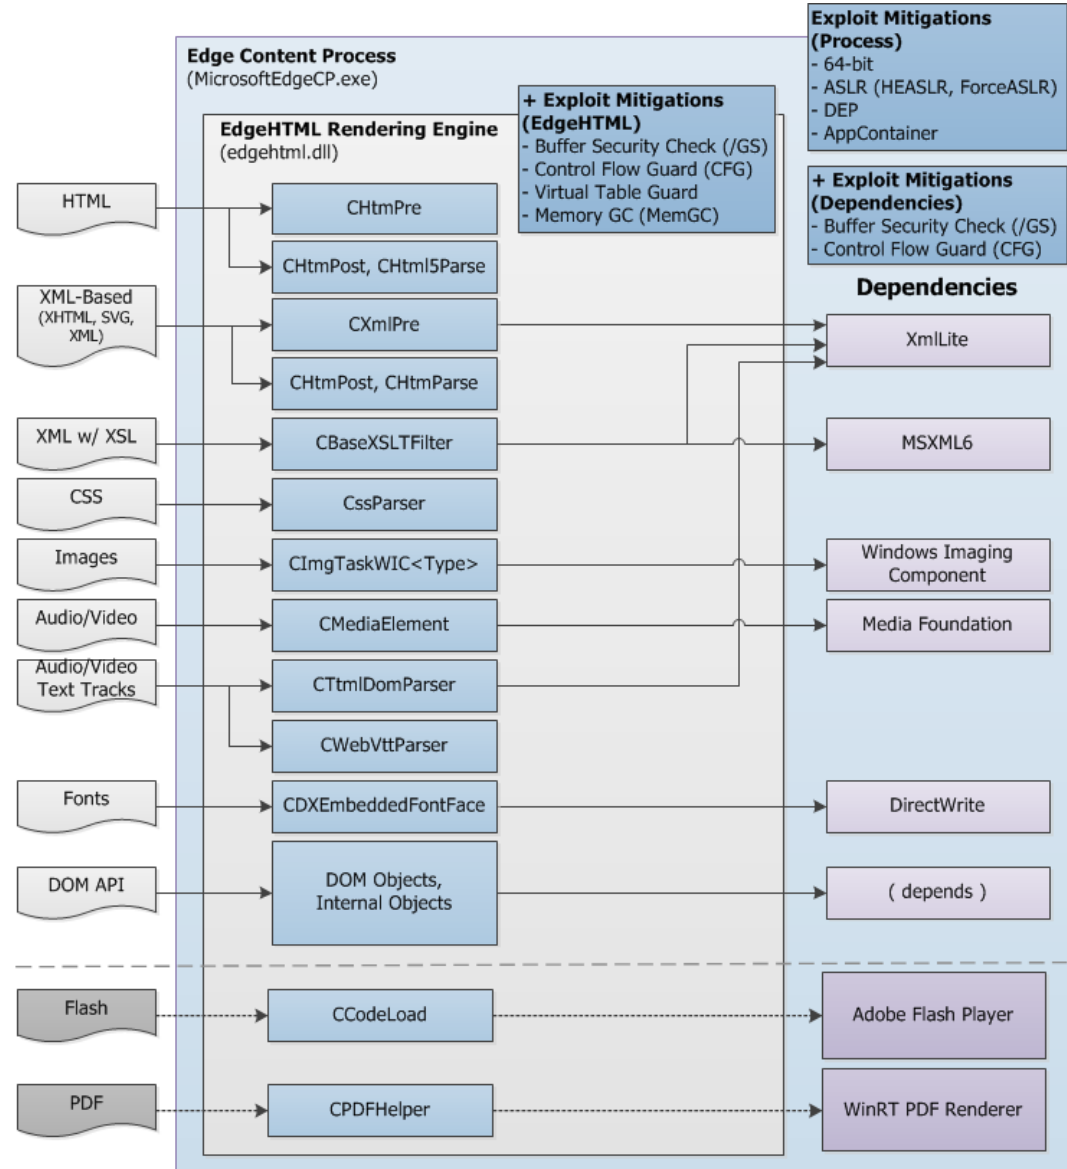 Exploit Mitigations
(Process)
- 64-bit
- ASLR (HEASLR, ForceASLR)
- DEP
- AppContainer
Edge Content Process
(MicrosoftEdgeCP.exe)
+ Exploit Mitigations
(EdgeHTML)
- Buffer Security Check (/GS)
- Control Flow Guard (CFG)
- Virtual Table Guard
- Memory GC (MemGC)
EdgeHTML Rendering Engine
(edgehtml.dll)
+ Exploit Mitigations
(Dependencies)
- Buffer Security Check (/GS)
- Control Flow Guard (CFG)
Dependencies
HTML
CHtmPre
CHtmPost, CHtml5Parse
XML-Based
(XHTML, SVG,
XML)
CXmlPre
XmlLite
CHtmPost, CHtmParse
XML w/ XSL
CBaseXSLTFilter
MSXML6
CSS
CssParser
Images
CImgTaskWIC<Type>
Windows Imaging
Component
Audio/Video
CMediaElement
Media Foundation
Audio/Video
Text Tracks
CTtmlDomParser
CWebVttParser
Fonts
CDXEmbeddedFontFace
DirectWrite
DOM API
DOM Objects,
Internal Objects
( depends )
Flash
CCodeLoad
Adobe Flash Player
PDF
CPDFHelper
WinRT PDF Renderer